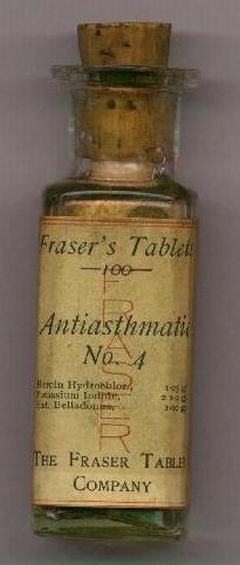 Fraser's Tablets
100
Antiasthmatic
No. 4
Heroin Hydrochlor.,
Potassium Iodide,
Ext. Belladonna,
FRASER
THE FRASER TABLET
COMPANY